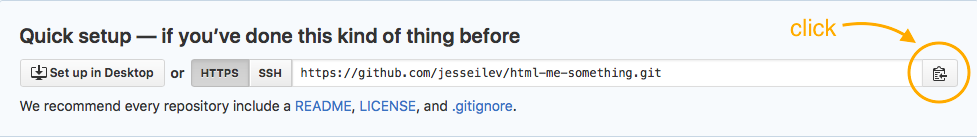 click
Quick setup — if you’ve done this kind of thing before
Set up in Desktop or HTTPS SSH https://github.com/jesseilev/html-me-something.git
We recommend every repository include a README, LICENSE, and .gitignore.